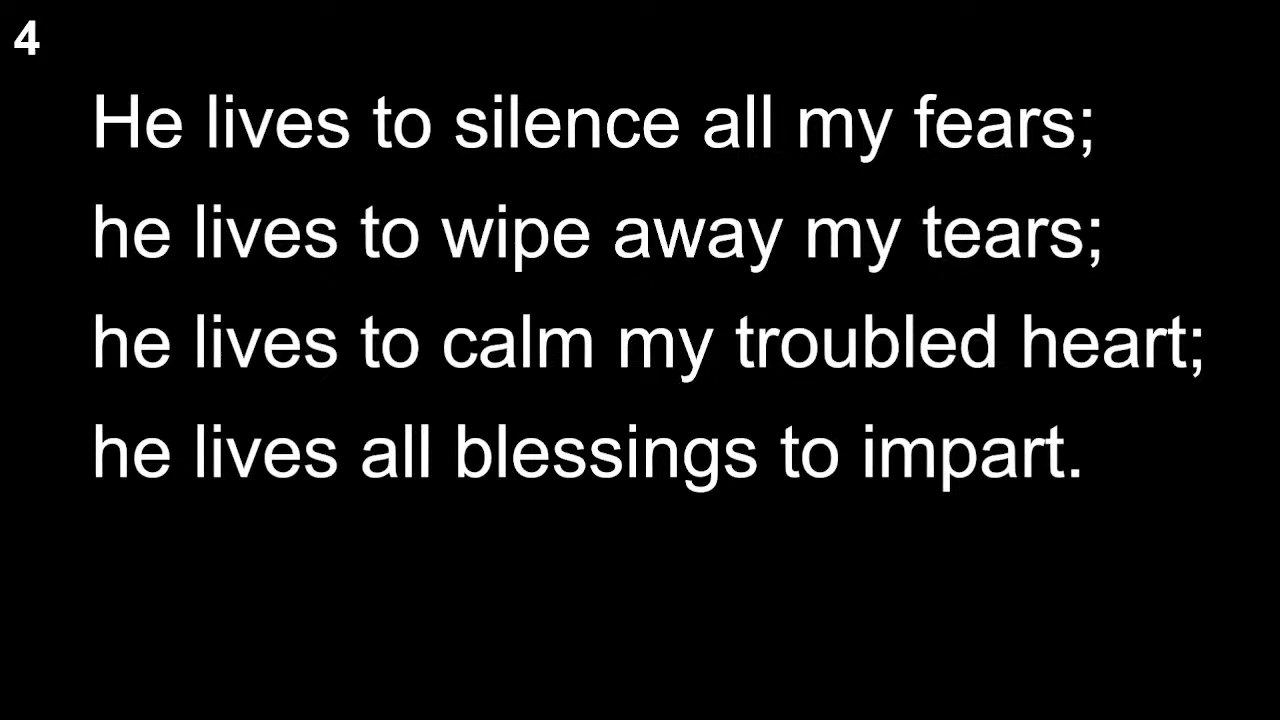 4
He lives to silence all my fears;
he lives to wipe away my tears;
he lives to calm my troubled heart;
he lives all blessings to impart.